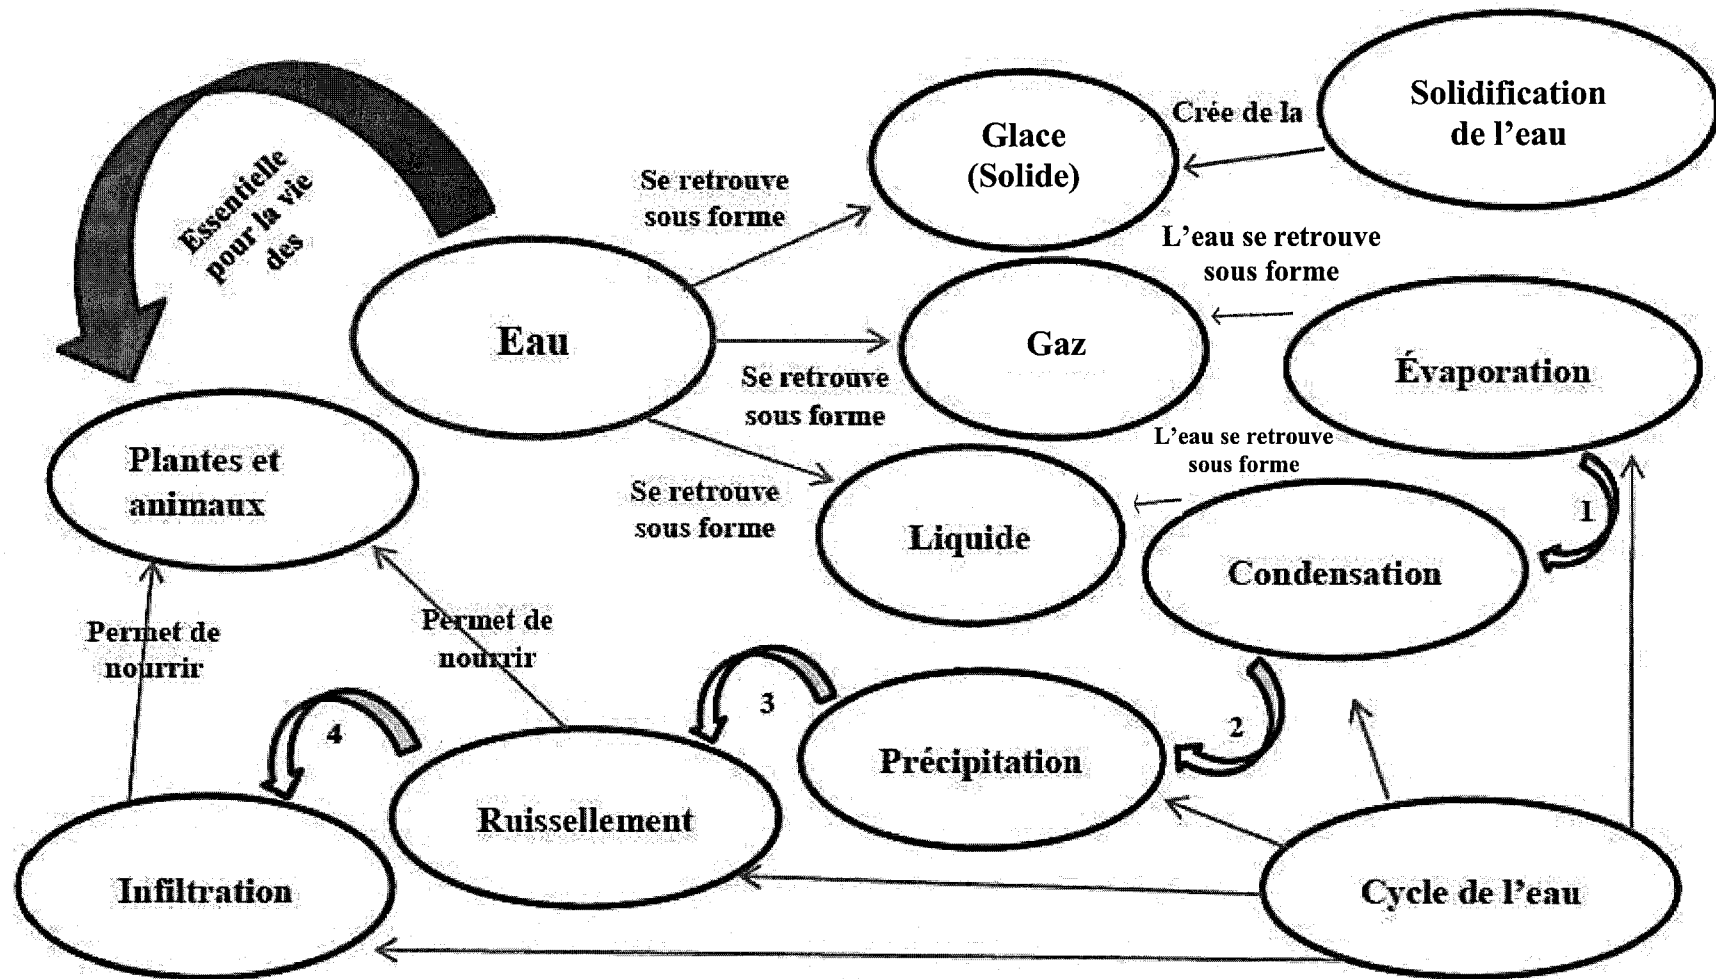 Solidification
de l'eau
Crée de la
Glace
(Solide)
Essentielle
pour la vie
des
Se retrouve
sous forme
L'eau se retrouve
sous forme
Eau
Gaz
Évaporation
Se retrouve
sous forme
L'eau se retrouve
sous forme
Plantes et
animaux
Se retrouve
sous forme
Liquide
1
Condensation
Permet de
nourrir
Permet de
nourrir
4
3
2
Précipitation
Ruissellement
Infiltration
Cycle de l'eau